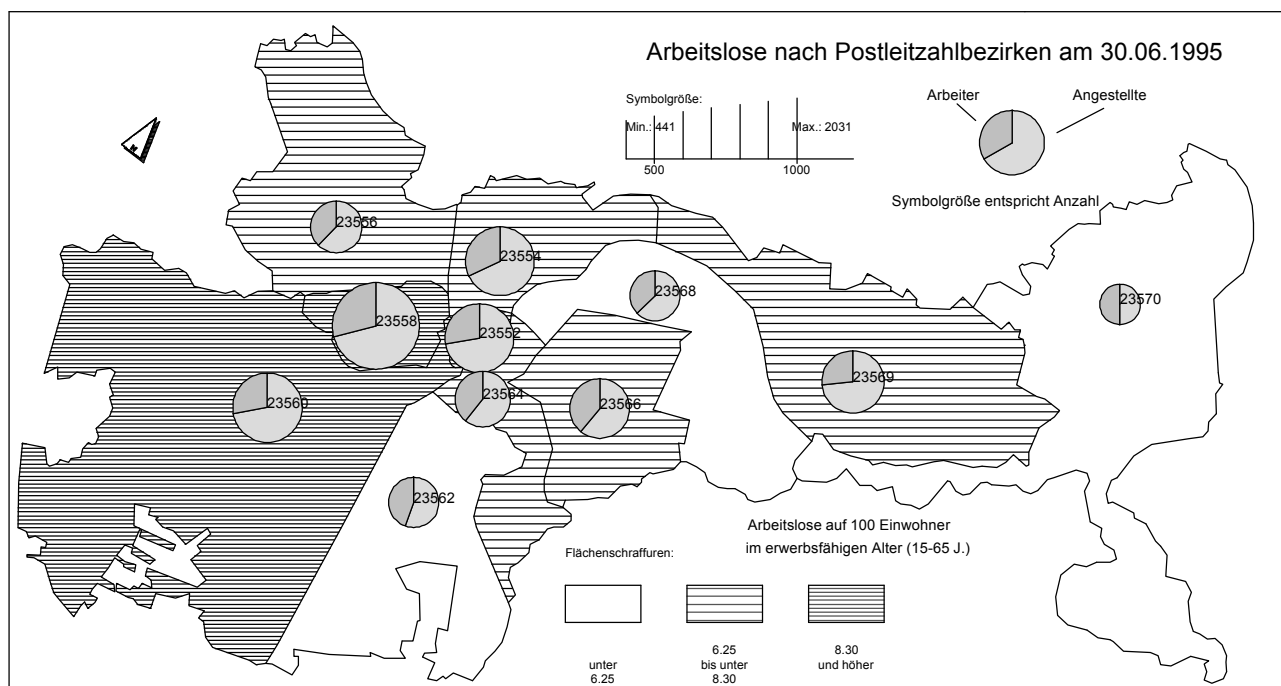 Arbeitslose nach Postleitzahlbezirken am 30.06.1995
Symbolgröße:
Min.: 441
Max.: 2031
500
1000
Arbeiter
Angestellte
Symbolgröße entspricht Anzahl
N
23556
23554
23568
23570
23558
23552
23569
23560
23564
23566
23562
Arbeitslose auf 100 Einwohner
im erwerbsfähigen Alter (15-65 J.)
Flächenschraffuren:
unter
6.25
6.25
bis unter
8.30
8.30
und höher